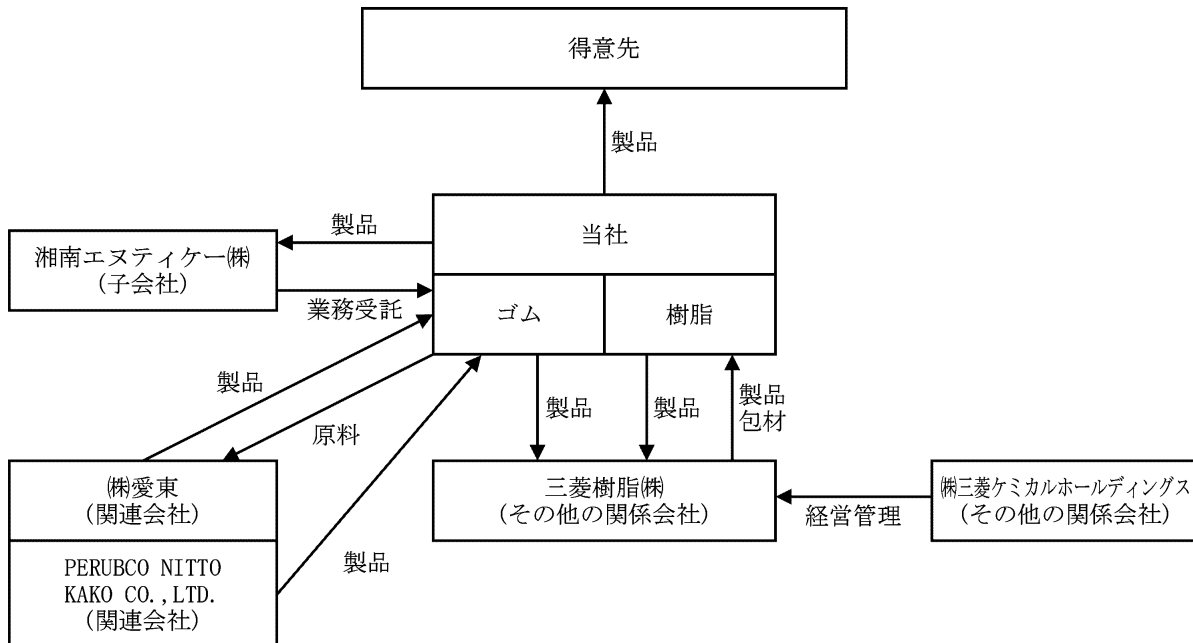 得意先
製品
当社
製品
湘南エヌティケー㈱
(子会社)
業務受託
ゴム
樹脂
製品
原料
製品
製品
製品
包材
㈱愛東
(関連会社)
三菱樹脂㈱
(その他の関係会社)
経営管理
㈱三菱ケミカルホールディングス
(その他の関係会社)
製品
PERUBCO NITTO
KAKO CO.,LTD.
(関連会社)